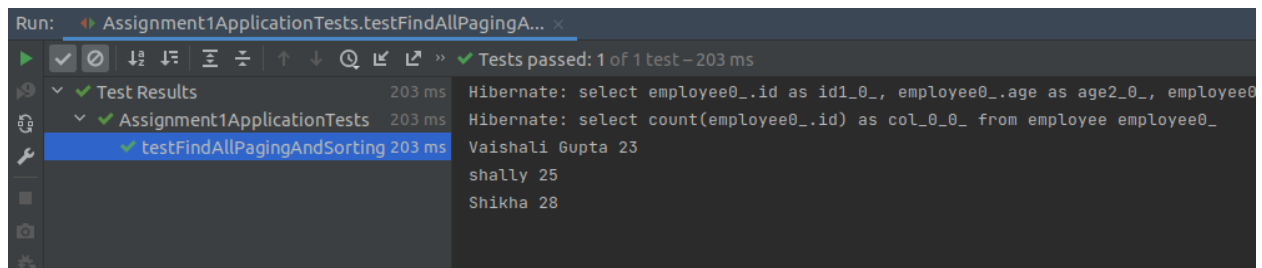 Run: Assignment1ApplicationTests.testFindAllPagingA... ×
» Tests passed: 1 of 1 test – 203 ms
Test Results 203 ms
Assignment1ApplicationTests 203 ms
testFindAllPagingAndSorting 203 ms
Hibernate: select employee0_.id as id1_0_, employee0_.age as age2_0_, employee0
Hibernate: select count(employee0_.id) as col_0_0_ from employee employee0_
Vaishali Gupta 23
shally 25
Shikha 28